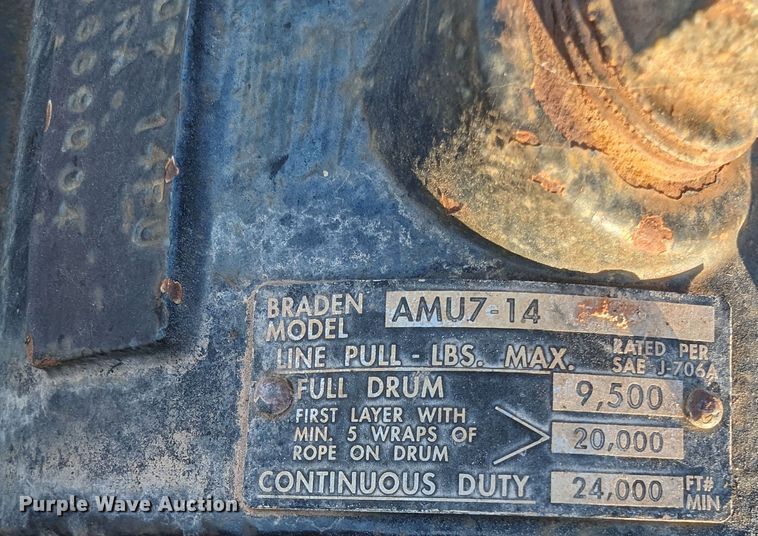 BRADEN MODEL AMU7-14
LINE PULL - LBS. MAX. RATED PER SAE J-706A
FULL DRUM 9,500
FIRST LAYER WITH
MIN. 5 WRAPS OF 20,000
ROPE ON DRUM
CONTINUOUS DUTY 24,000 FT# MIN
Purple Wave Auction